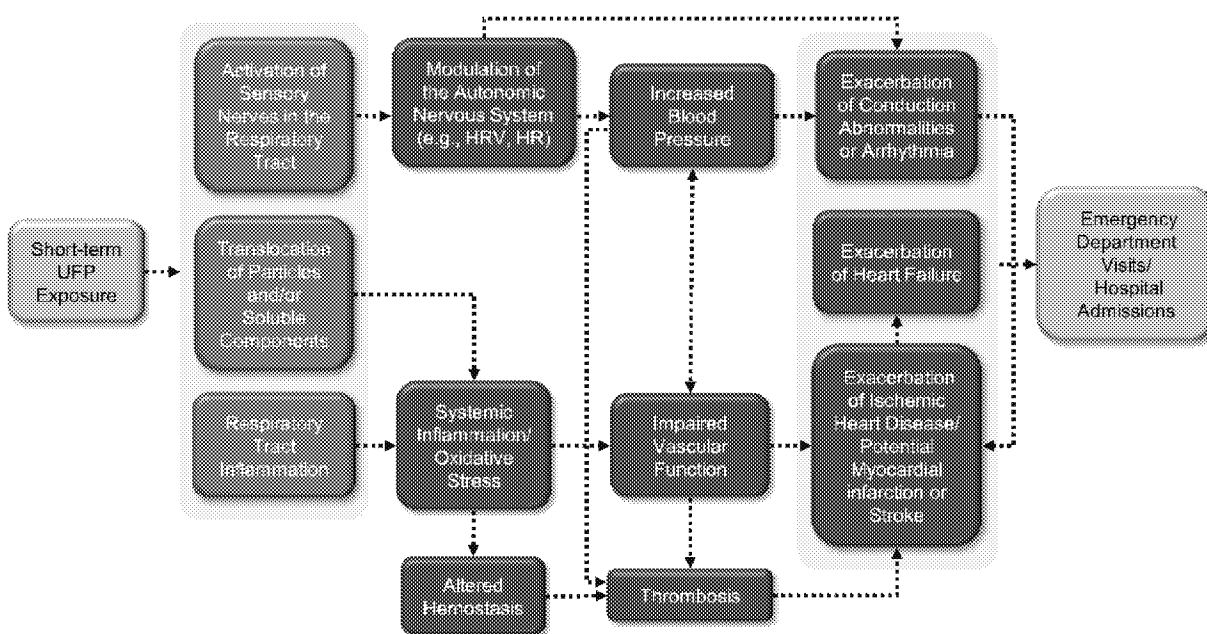 Short-term
UFP
Exposure
Activation of
Sensory
Nerves in the
Respiratory
Tract
Translocation
of Particles
and/or
Soluble
Components
Respiratory
Tract
Inflammation
Modulation of
the Autonomic
Nervous System
(e.g., HRV, HR)
Systemic
Inflammation/
Oxidative
Stress
Altered
Hemostasis
Increased
Blood
Pressure
Impaired
Vascular
Function
Thrombosis
Exacerbation
of Conduction
Abnormalities
or Arrhythmia
Exacerbation
of Heart Failure
Exacerbation
of Ischemic
Heart Disease/
Potential
Myocardial
infarction or
Stroke
Emergency
Department
Visits/
Hospital
Admissions